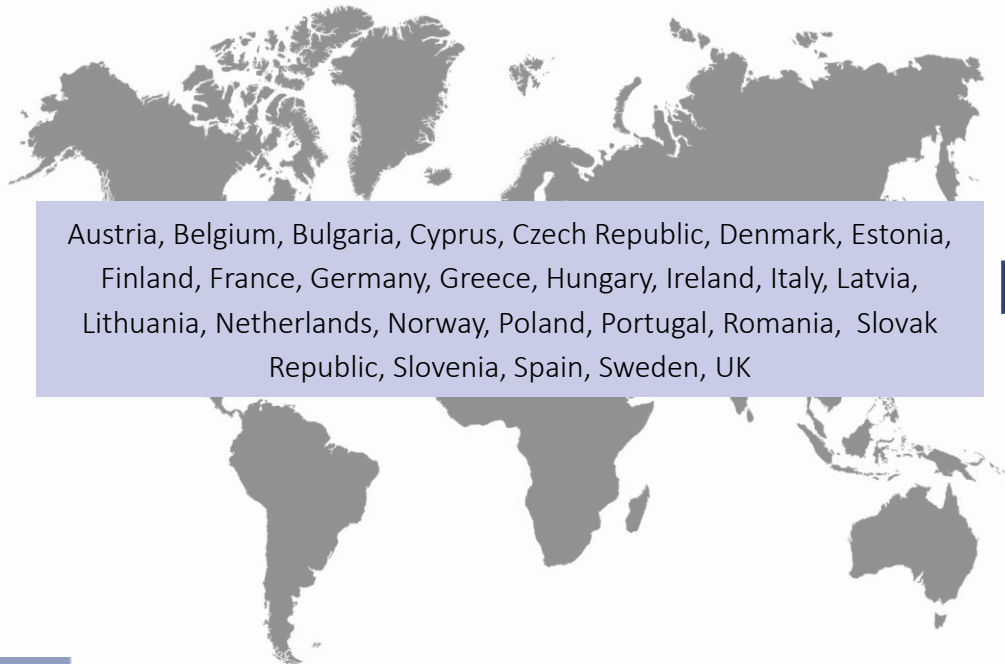 Austria, Belgium, Bulgaria, Cyprus, Czech Republic, Denmark, Estonia,
Finland, France, Germany, Greece, Hungary, Ireland, Italy, Latvia,
Lithuania, Netherlands, Norway, Poland, Portugal, Romania,  Slovak
Republic, Slovenia, Spain, Sweden, UK